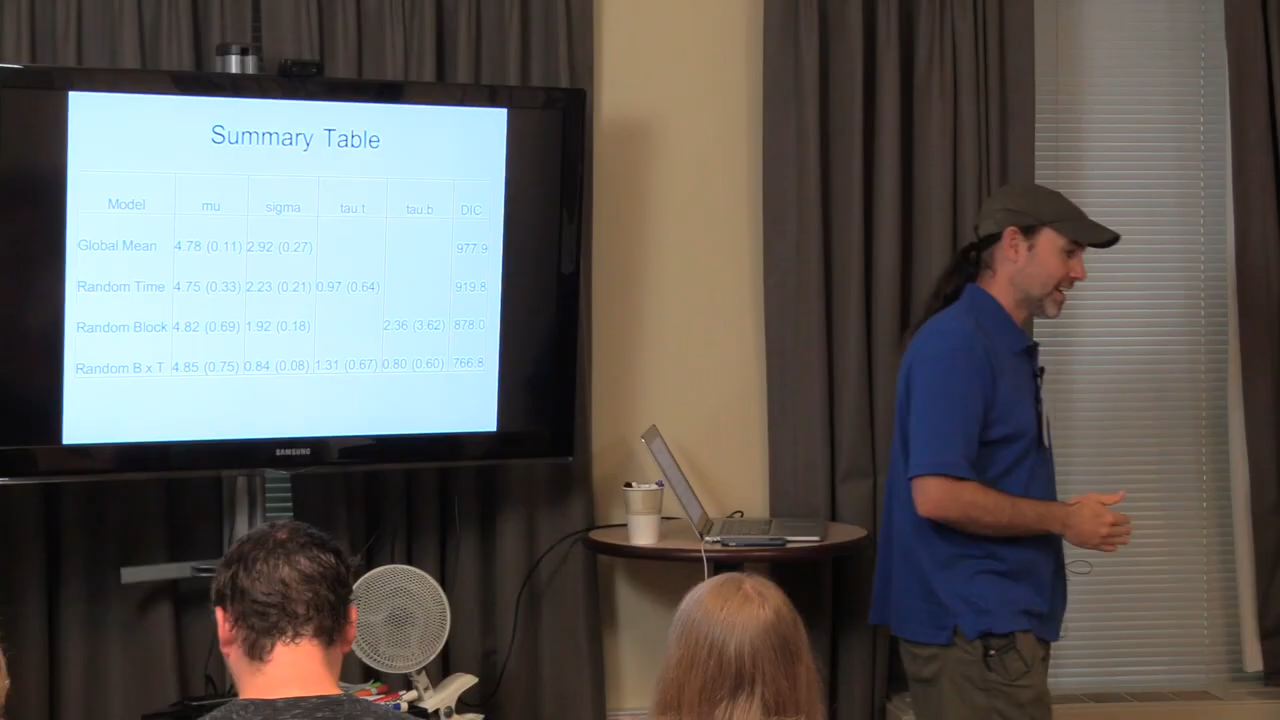 Summary Table
Model mu sigma tau.t tau.b DIC
Global Mean 4.78 (0.11) 2.92 (0.27) 977.9
Random Time 4.75 (0.33) 2.23 (0.21) 0.97 (0.64) 919.8
Random Block 4.82 (0.69) 1.92 (0.18) 2.36 (3.62) 878.0
Random B x T 4.85 (0.75) 0.84 (0.08) 1.31 (0.67) 0.80 (0.60) 766.8
SAMSUNG